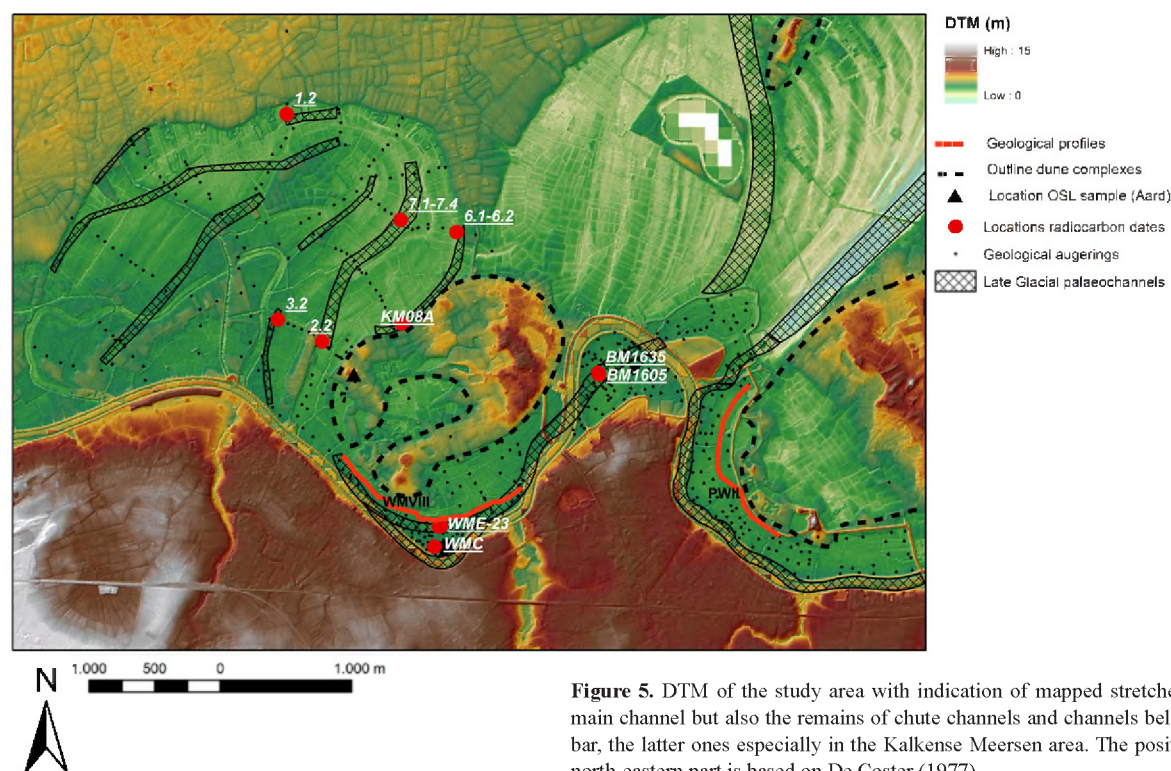 1.2
7.1-7.4
6.1-6.2
3.2
2.2
KM08A
BM1635
BM1605
WMVIII
PWII
WME-23
WMC
DTM (m)
High : 15
Low : 0
Geological profiles
Outline dune complexes
Location OSL sample (Aard)
Locations radiocarbon dates
Geological augerings
Late Glacial palaeochannels
N
1.000 500 0 1.000 m
Figure 5. DTM of the study area with indication of mapped stretche
main channel but also the remains of chute channels and channels bel
bar, the latter ones especially in the Kalkense Meersen area. The posi
north-eastern part is based on De Coster (1977)